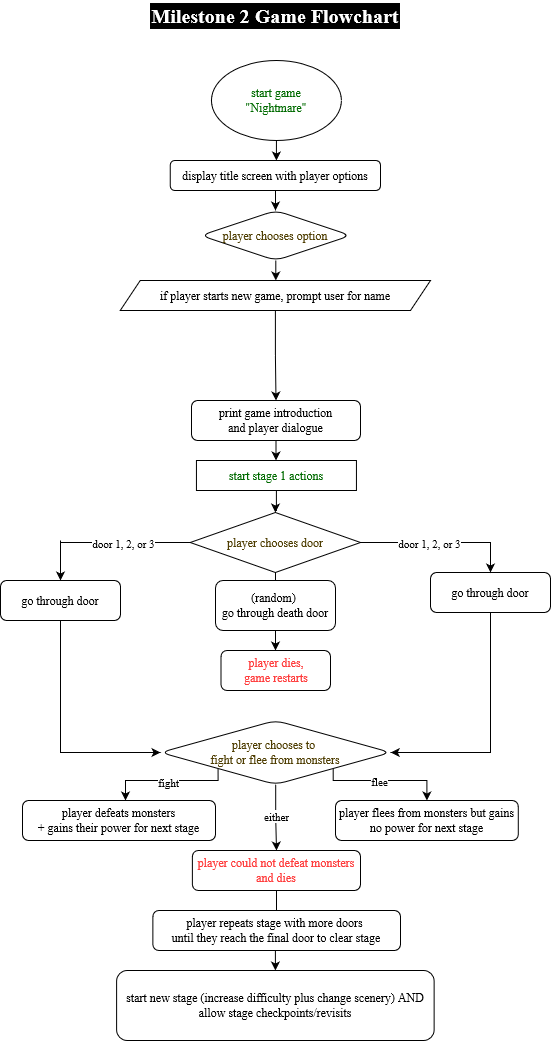 Milestone 2 Game Flowchart
start game
"Nightmare"
display title screen with player options
player chooses option
if player starts new game, prompt user for name
print game introduction
and player dialogue
start stage 1 actions
player chooses door
door 1, 2, or 3
door 1, 2, or 3
go through door
(random)
go through death door
go through door
player dies,
game restarts
player chooses to
fight or flee from monsters
fight
flee
either
player defeats monsters
+ gains their power for next stage
player flees from monsters but gains
no power for next stage
player could not defeat monsters
and dies
player repeats stage with more doors
until they reach the final door to clear stage
start new stage (increase difficulty plus change scenery) AND
allow stage checkpoints/revisits